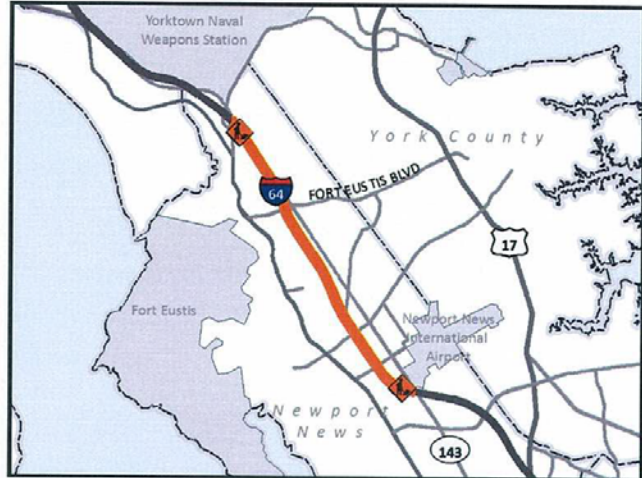 Yorktown Naval
Weapons Station
York County
64
FORT EUSTIS BLVD
17
Fort Eustis
Newport News
International
Airport
Newport
News
143